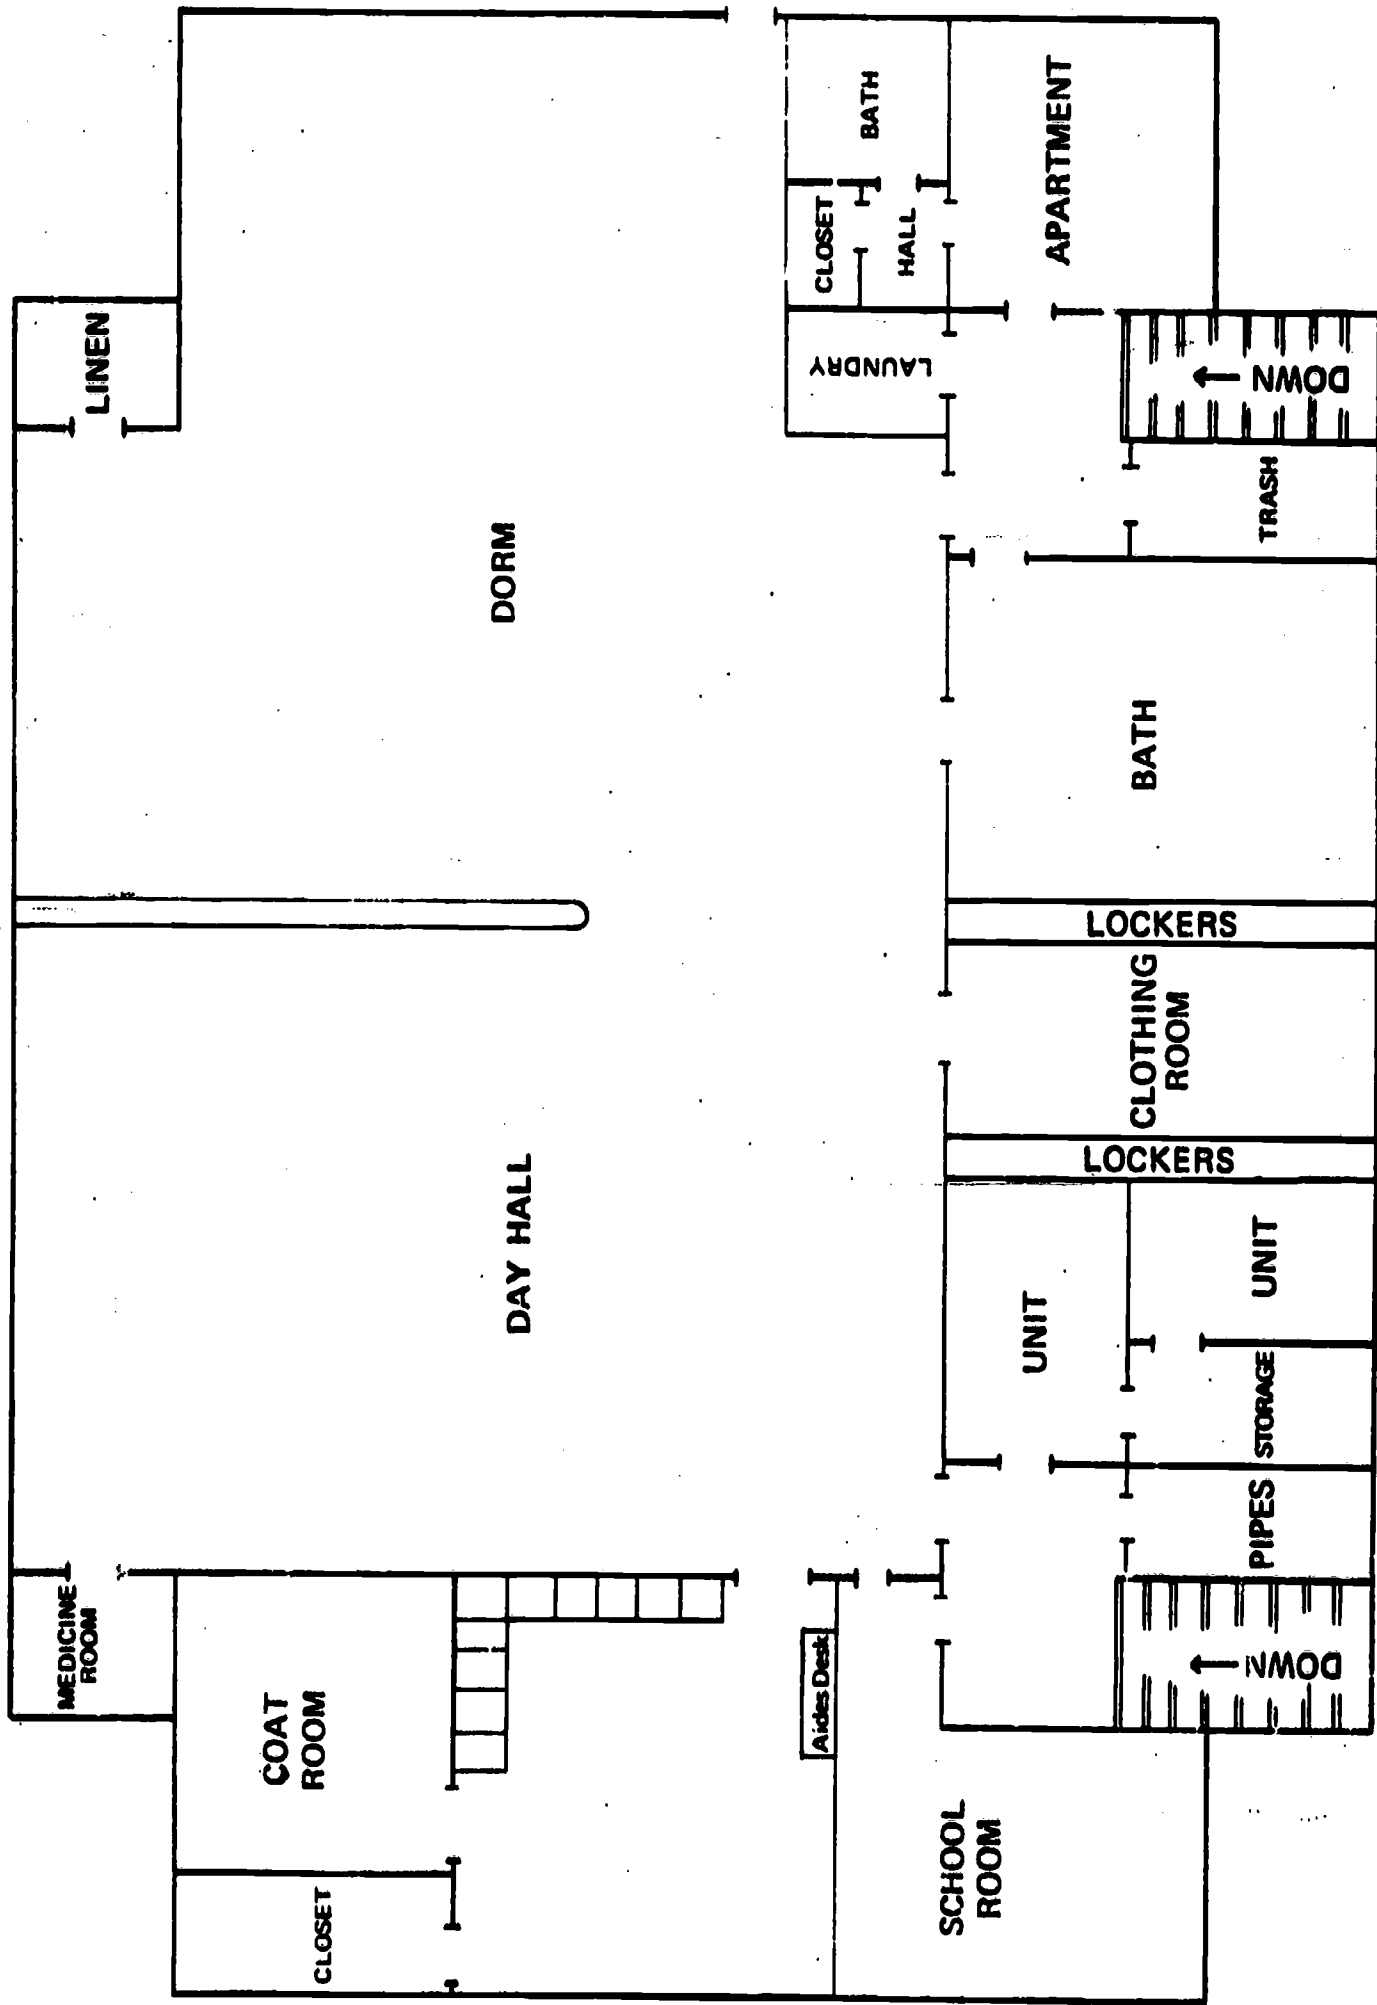 MEDICINE
ROOM
LINEN
COAT
ROOM
CLOSET
DAY HALL
DORM
Aides Desk
SCHOOL
ROOM
DOWN
PIPES
STORAGE
UNIT
UNIT
LOCKERS
CLOTHING
ROOM
LOCKERS
BATH
TRASH
DOWN
LAUNDRY
CLOSET
HALL
BATH
APARTMENT